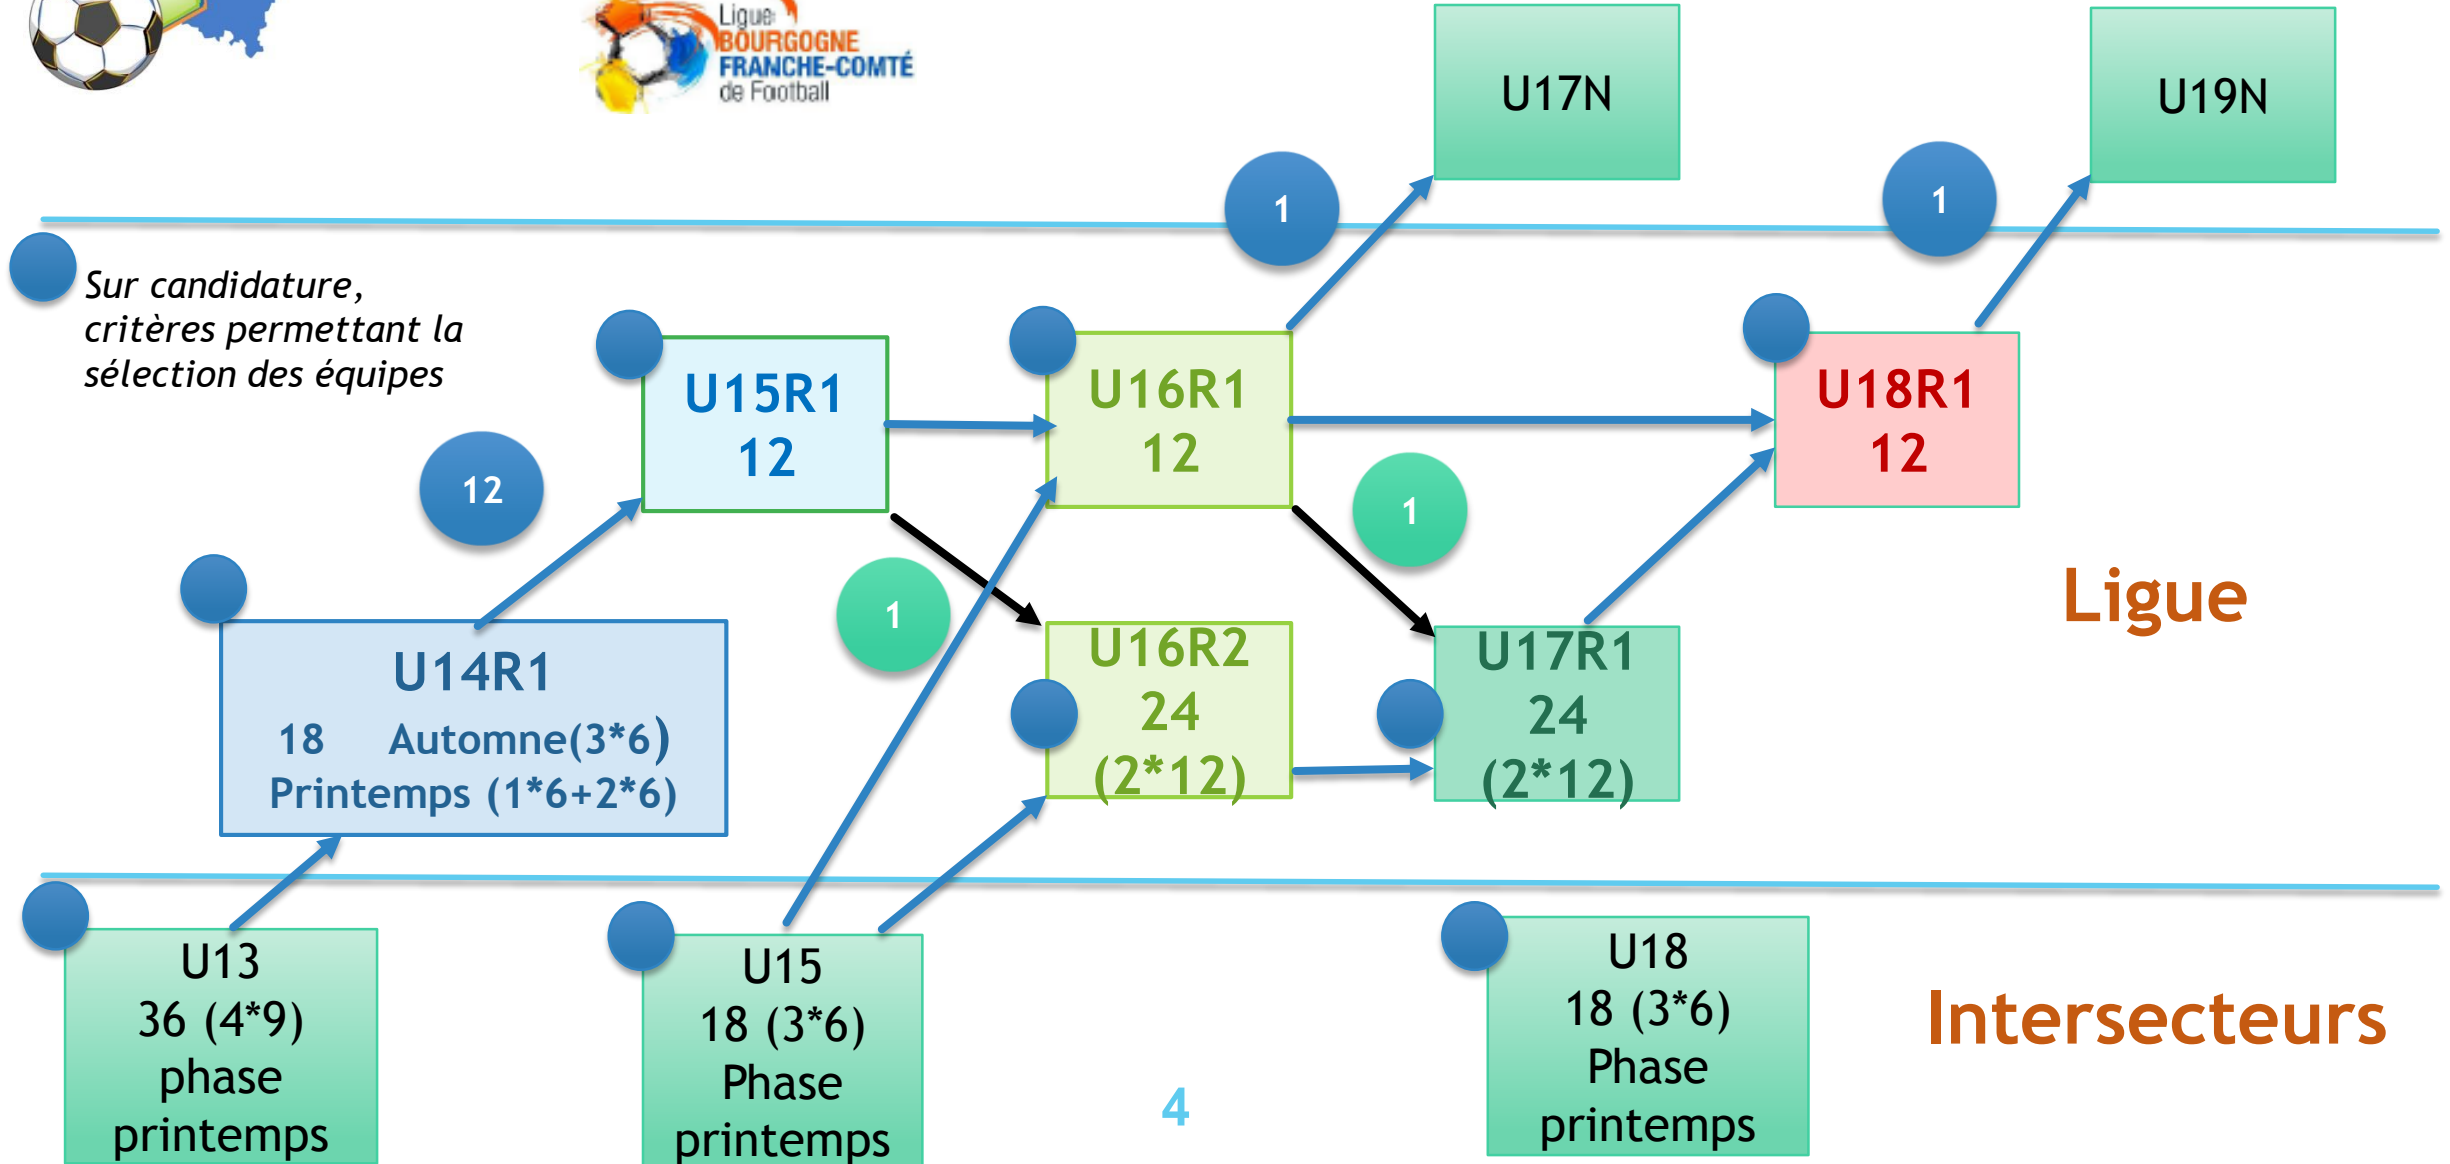 Ligue
BOURGOGNE
FRANCHE-COMTÉ
de Football
U17N
U19N
1
1
Sur candidature,
critères permettant la
sélection des équipes
U15R1
12
U16R1
12
U18R1
12
12
1
1
Ligue
U14R1
18 Automne(3*6)
Printemps (1*6+2*6)
U16R2
24
(2*12)
U17R1
24
(2*12)
U13
36 (4*9)
phase
printemps
U15
18 (3*6)
Phase
printemps
U18
18 (3*6)
Phase
printemps
Intersecteurs
4